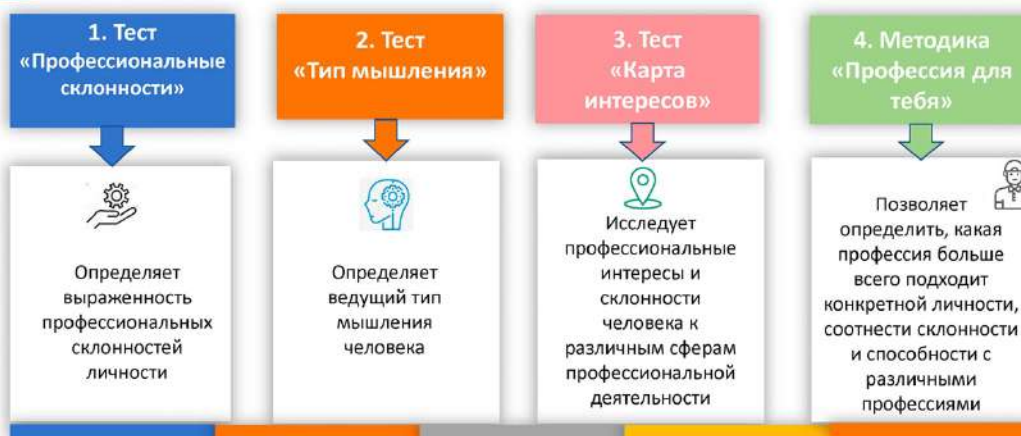 1. Тест
«Профессиональные
склонности»
Определяет
выраженность
профессиональных
склонностей
личности
2. Тест
«Тип мышления»
Определяет
ведущий тип
мышления
человека
3. Тест
«Карта
интересов»
Исследует
профессиональные
интересы и
склонности
человека к
различным сферам
профессиональной
деятельности
4. Методика
«Профессия для
тебя»
Позволяет
определить, какая
профессия больше
всего подходит
конкретной личности,
соотнести склонности
и способности с
различными
профессиями